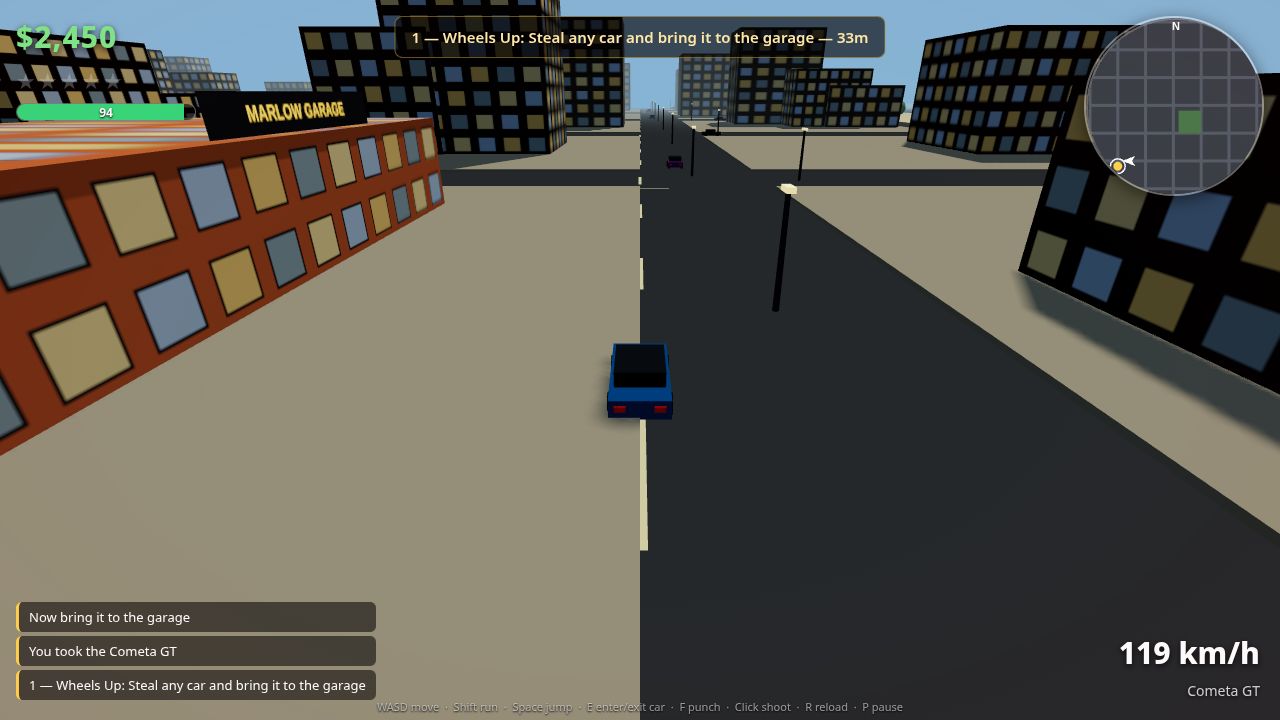 $2,450
1 — Wheels Up: Steal any car and bring it to the garage — 33m
N
94
MARLOW GARAGE
Now bring it to the garage
You took the Cometa GT
1 — Wheels Up: Steal any car and bring it to the garage
119 km/h
Cometa GT
WASD move · Shift run · Space jump · E enter/exit car · F punch · Click shoot · R reload · P pause